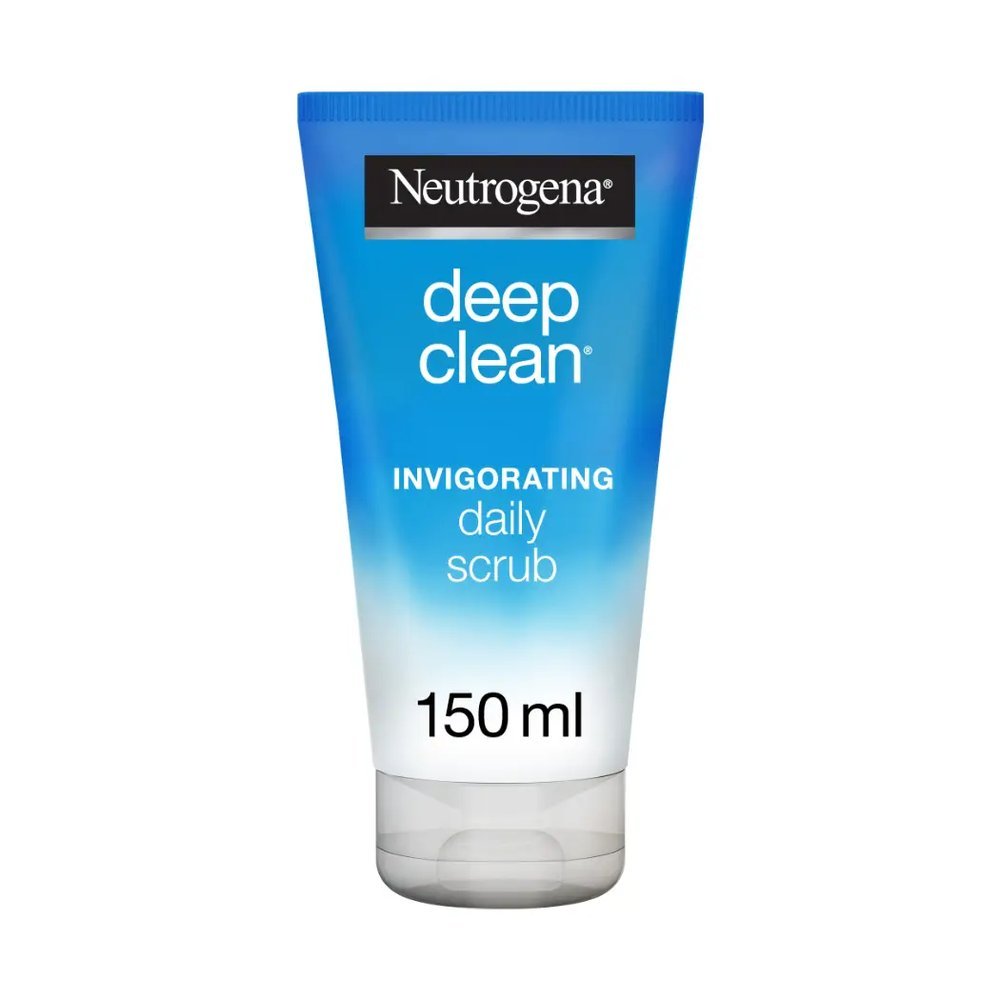 Neutrogena®
deep
clean®
INVIGORATING
daily
scrub
150 ml